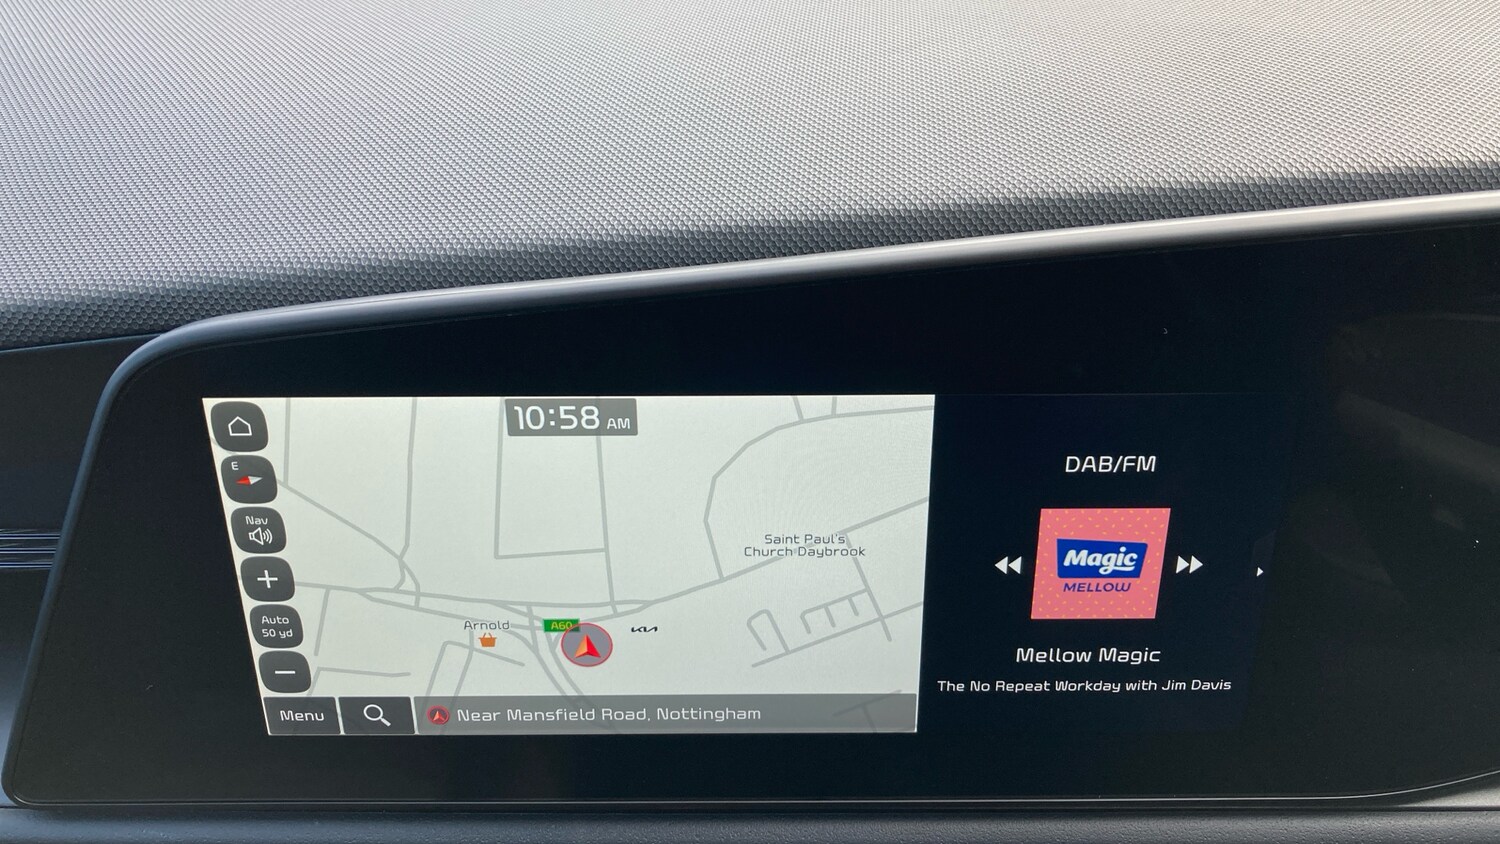 10:58 AM
E
Nav
Auto
50 yd
Saint Paul's
Church Daybrook
Arnold
A60
KIA
Menu
Near Mansfield Road, Nottingham
DAB/FM
Magic
MELLOW
Mellow Magic
The No Repeat Workday with Jim Davis